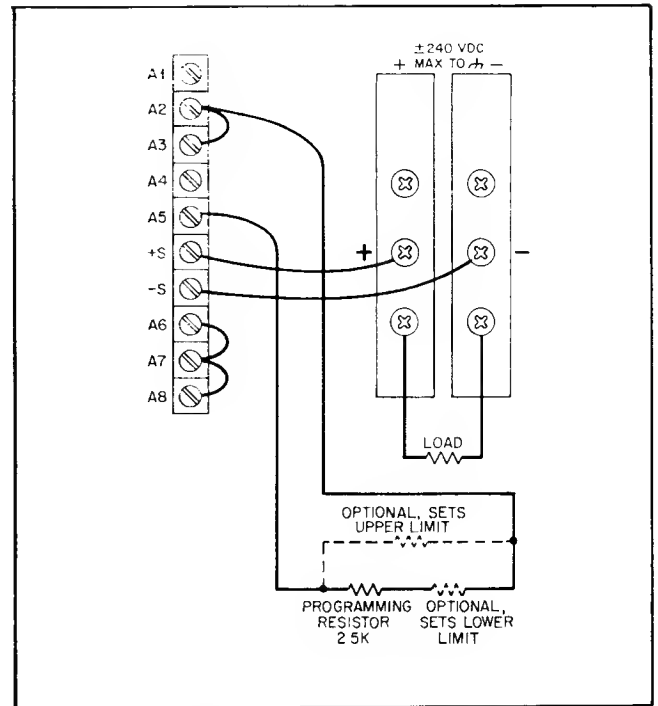 ±240 VDC
+ MAX TO ⏚ −
A1
A2
A3
A4
A5
+S
-S
A6
A7
A8
+
-
LOAD
OPTIONAL, SETS
UPPER LIMIT
PROGRAMMING
RESISTOR
2 5K
OPTIONAL,
SETS LOWER
LIMIT